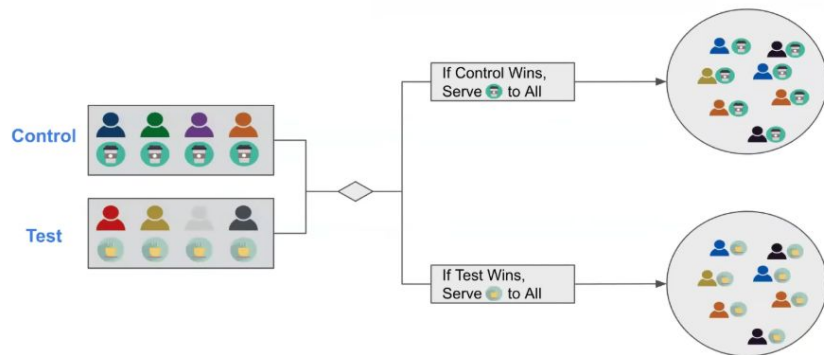 Control
Test
If Control Wins,
Serve to All
If Test Wins,
Serve to All